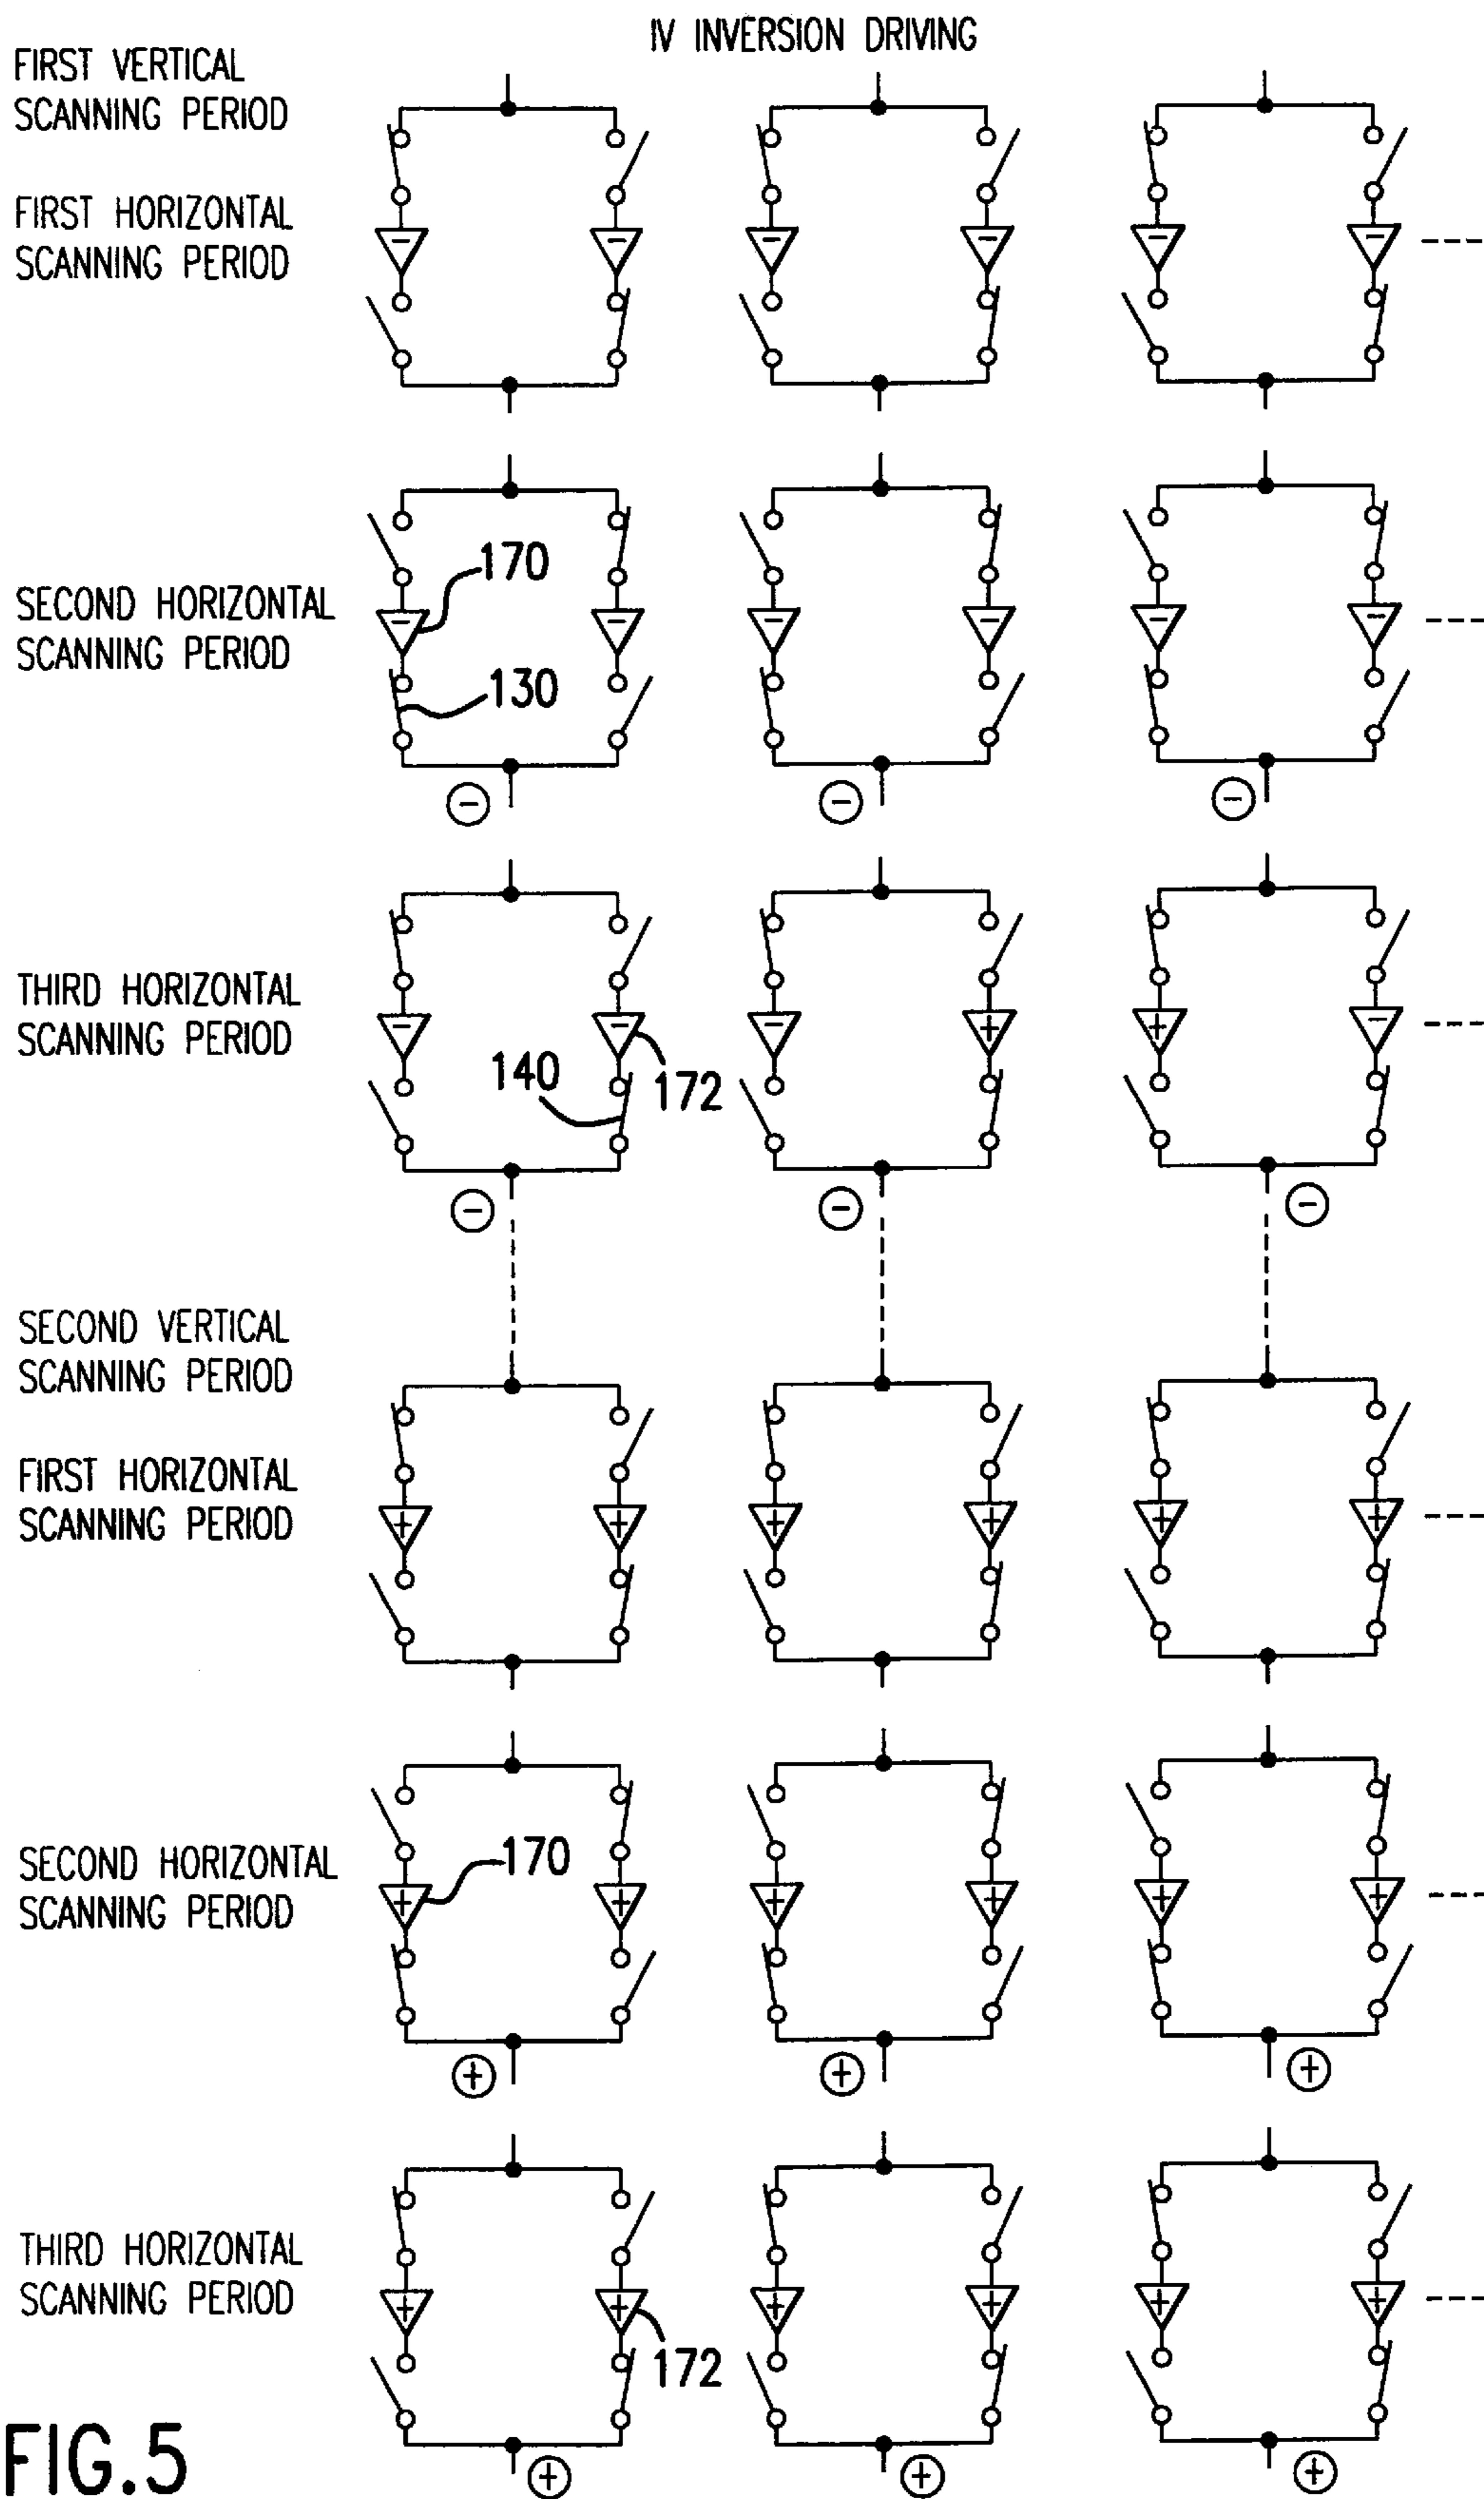 IV INVERSION DRIVING
FIRST VERTICAL
SCANNING PERIOD
FIRST HORIZONTAL
SCANNING PERIOD
− − − − − −
SECOND HORIZONTAL
SCANNING PERIOD
170
− − − − − −
130
− − −
THIRD HORIZONTAL
SCANNING PERIOD
− − − + + −
140
172
− − −
SECOND VERTICAL
SCANNING PERIOD
FIRST HORIZONTAL
SCANNING PERIOD
+ + + + + +
SECOND HORIZONTAL
SCANNING PERIOD
170
+ + + + + +
+ + +
THIRD HORIZONTAL
SCANNING PERIOD
+ + + + + +
172
+ + +
FIG.5